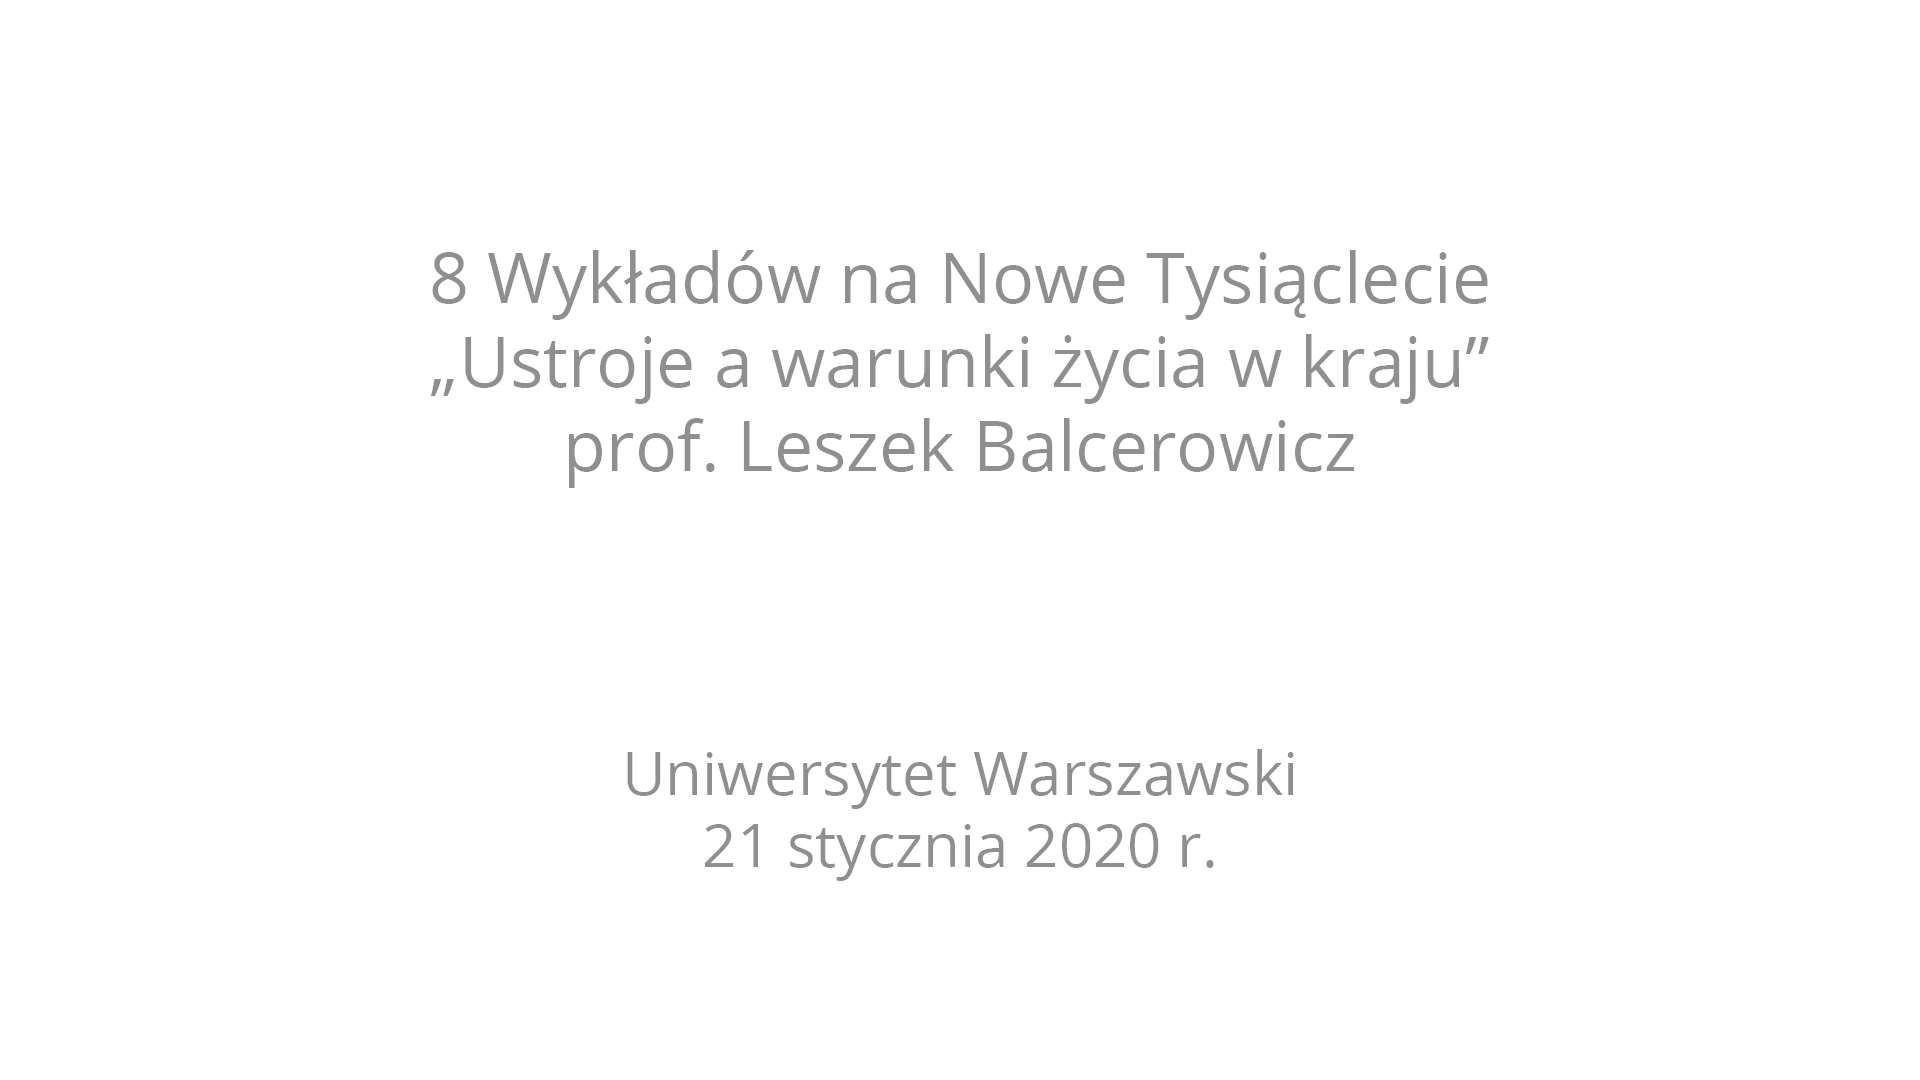 8 Wykładów na Nowe Tysiąclecie
„Ustroje a warunki życia w kraju”
prof. Leszek Balcerowicz
Uniwersytet Warszawski
21 stycznia 2020 r.